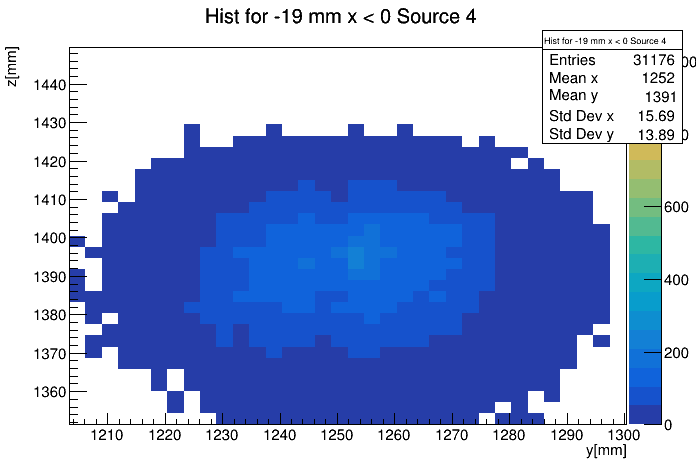 Hist for -19 mm x < 0 Source 4
Hist for -19 mm x < 0 Source 4
Entries 31176
Mean x 1252
Mean y 1391
Std Dev x 15.69
Std Dev y 13.89
z[mm]
1440
1430
1420
1410
1400
1390
1380
1370
1360
600
400
200
0
1210 1220 1230 1240 1250 1260 1270 1280 1290 1300
y[mm]